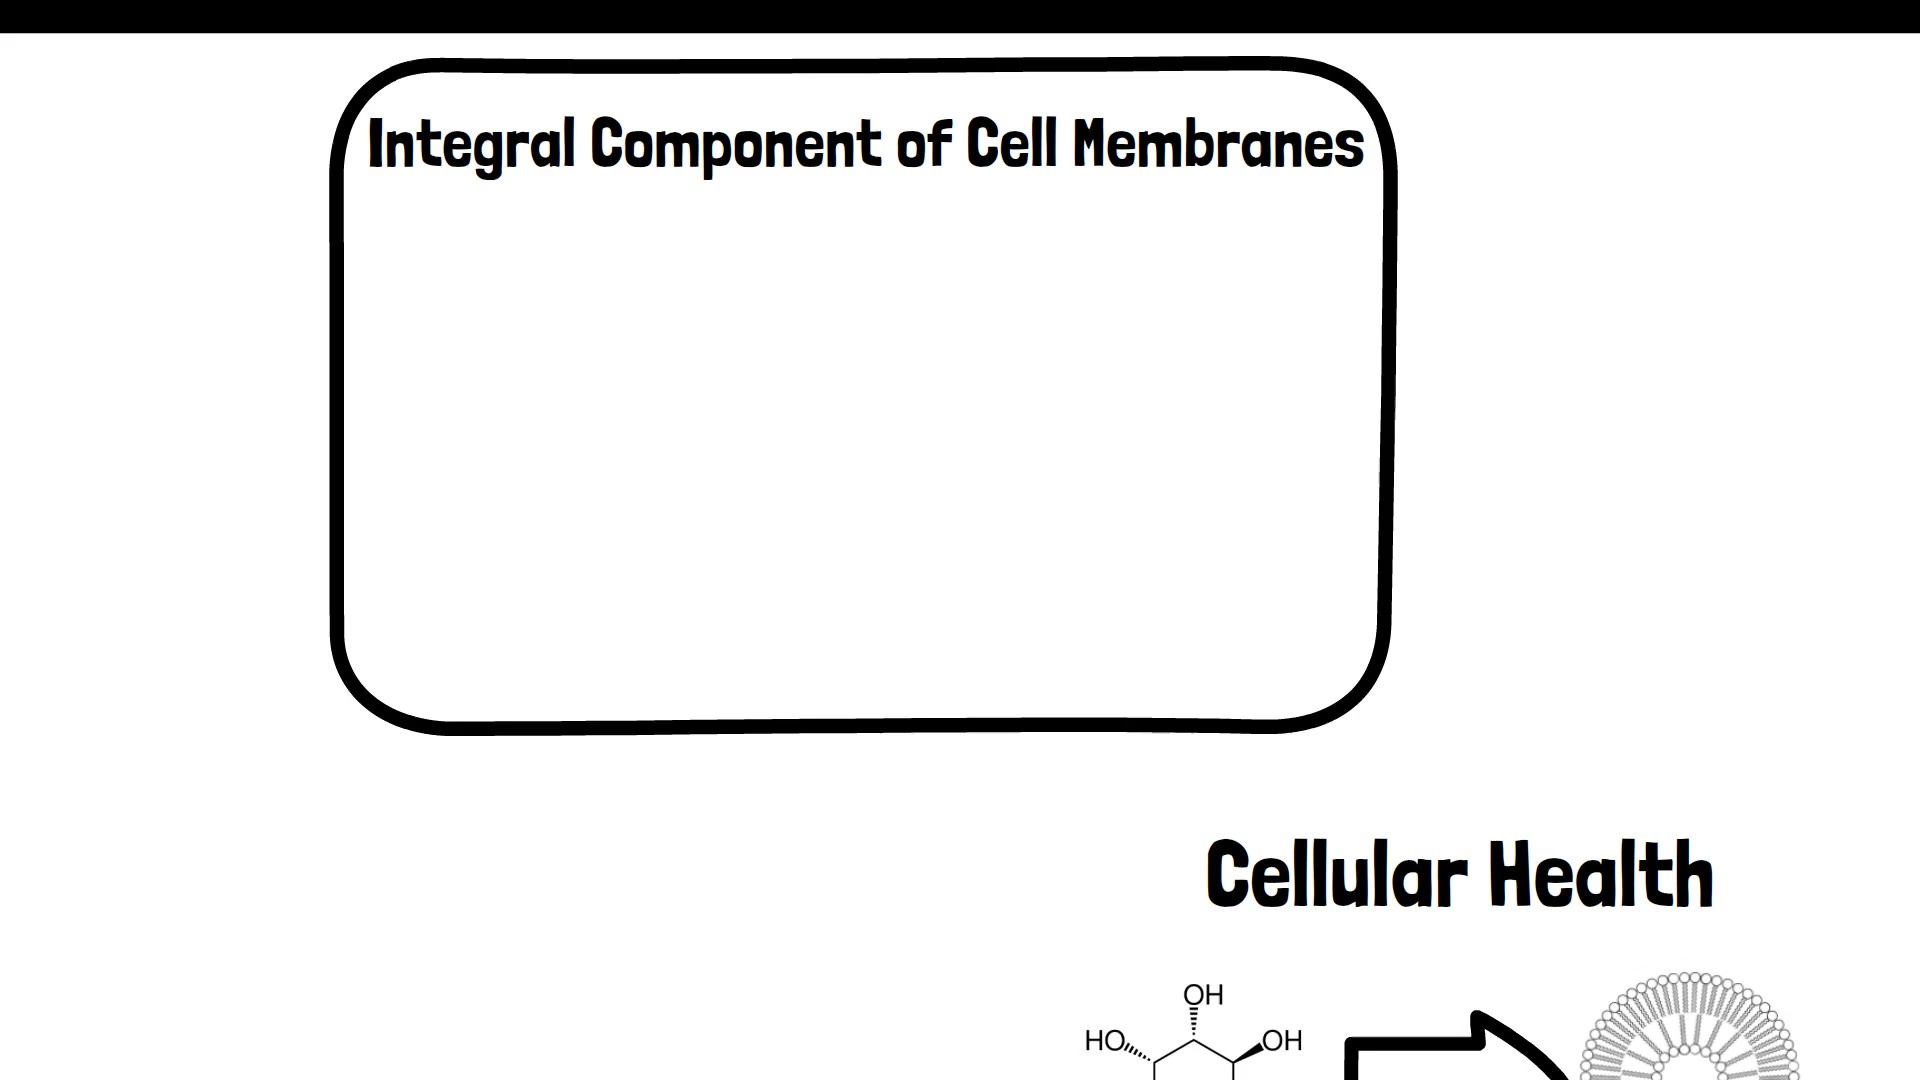 Integral Component of Cell Membranes
Cellular Health
OH
HO
OH